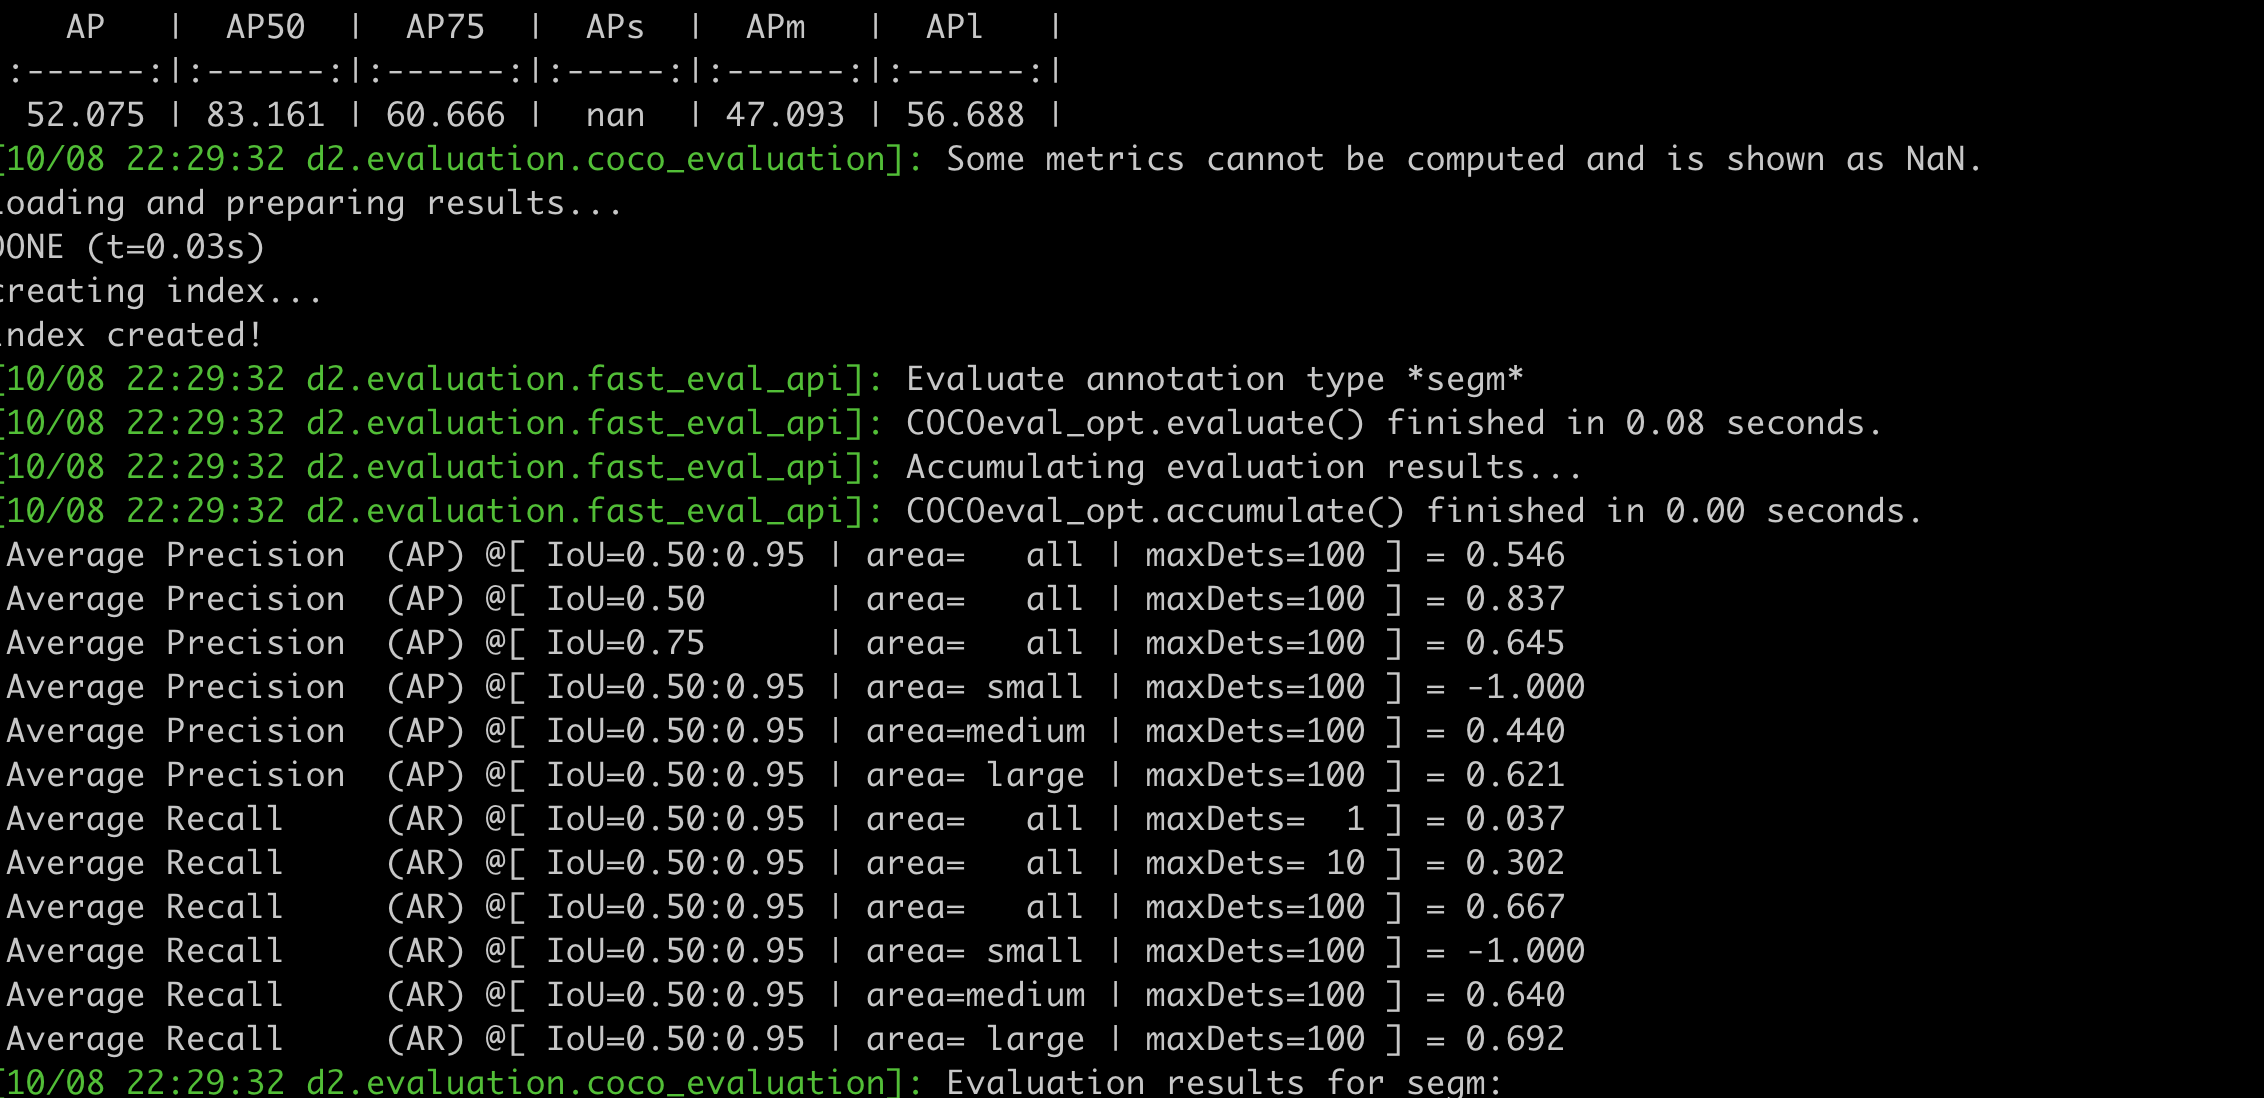 AP | AP50 | AP75 | APs | APm | APl |
:------:|:------:|:------:|:-----:|:------:|:------:|
52.075 | 83.161 | 60.666 | nan | 47.093 | 56.688 |
[10/08 22:29:32 d2.evaluation.coco_evaluation]: Some metrics cannot be computed and is shown as NaN.
Loading and preparing results...
DONE (t=0.03s)
creating index...
index created!
[10/08 22:29:32 d2.evaluation.fast_eval_api]: Evaluate annotation type *segm*
[10/08 22:29:32 d2.evaluation.fast_eval_api]: COCOeval_opt.evaluate() finished in 0.08 seconds.
[10/08 22:29:32 d2.evaluation.fast_eval_api]: Accumulating evaluation results...
[10/08 22:29:32 d2.evaluation.fast_eval_api]: COCOeval_opt.accumulate() finished in 0.00 seconds.
Average Precision  (AP) @[ IoU=0.50:0.95 | area=   all | maxDets=100 ] = 0.546
Average Precision  (AP) @[ IoU=0.50      | area=   all | maxDets=100 ] = 0.837
Average Precision  (AP) @[ IoU=0.75      | area=   all | maxDets=100 ] = 0.645
Average Precision  (AP) @[ IoU=0.50:0.95 | area= small | maxDets=100 ] = -1.000
Average Precision  (AP) @[ IoU=0.50:0.95 | area=medium | maxDets=100 ] = 0.440
Average Precision  (AP) @[ IoU=0.50:0.95 | area= large | maxDets=100 ] = 0.621
Average Recall     (AR) @[ IoU=0.50:0.95 | area=   all | maxDets=  1 ] = 0.037
Average Recall     (AR) @[ IoU=0.50:0.95 | area=   all | maxDets= 10 ] = 0.302
Average Recall     (AR) @[ IoU=0.50:0.95 | area=   all | maxDets=100 ] = 0.667
Average Recall     (AR) @[ IoU=0.50:0.95 | area= small | maxDets=100 ] = -1.000
Average Recall     (AR) @[ IoU=0.50:0.95 | area=medium | maxDets=100 ] = 0.640
Average Recall     (AR) @[ IoU=0.50:0.95 | area= large | maxDets=100 ] = 0.692
[10/08 22:29:32 d2.evaluation.coco_evaluation]: Evaluation results for segm: